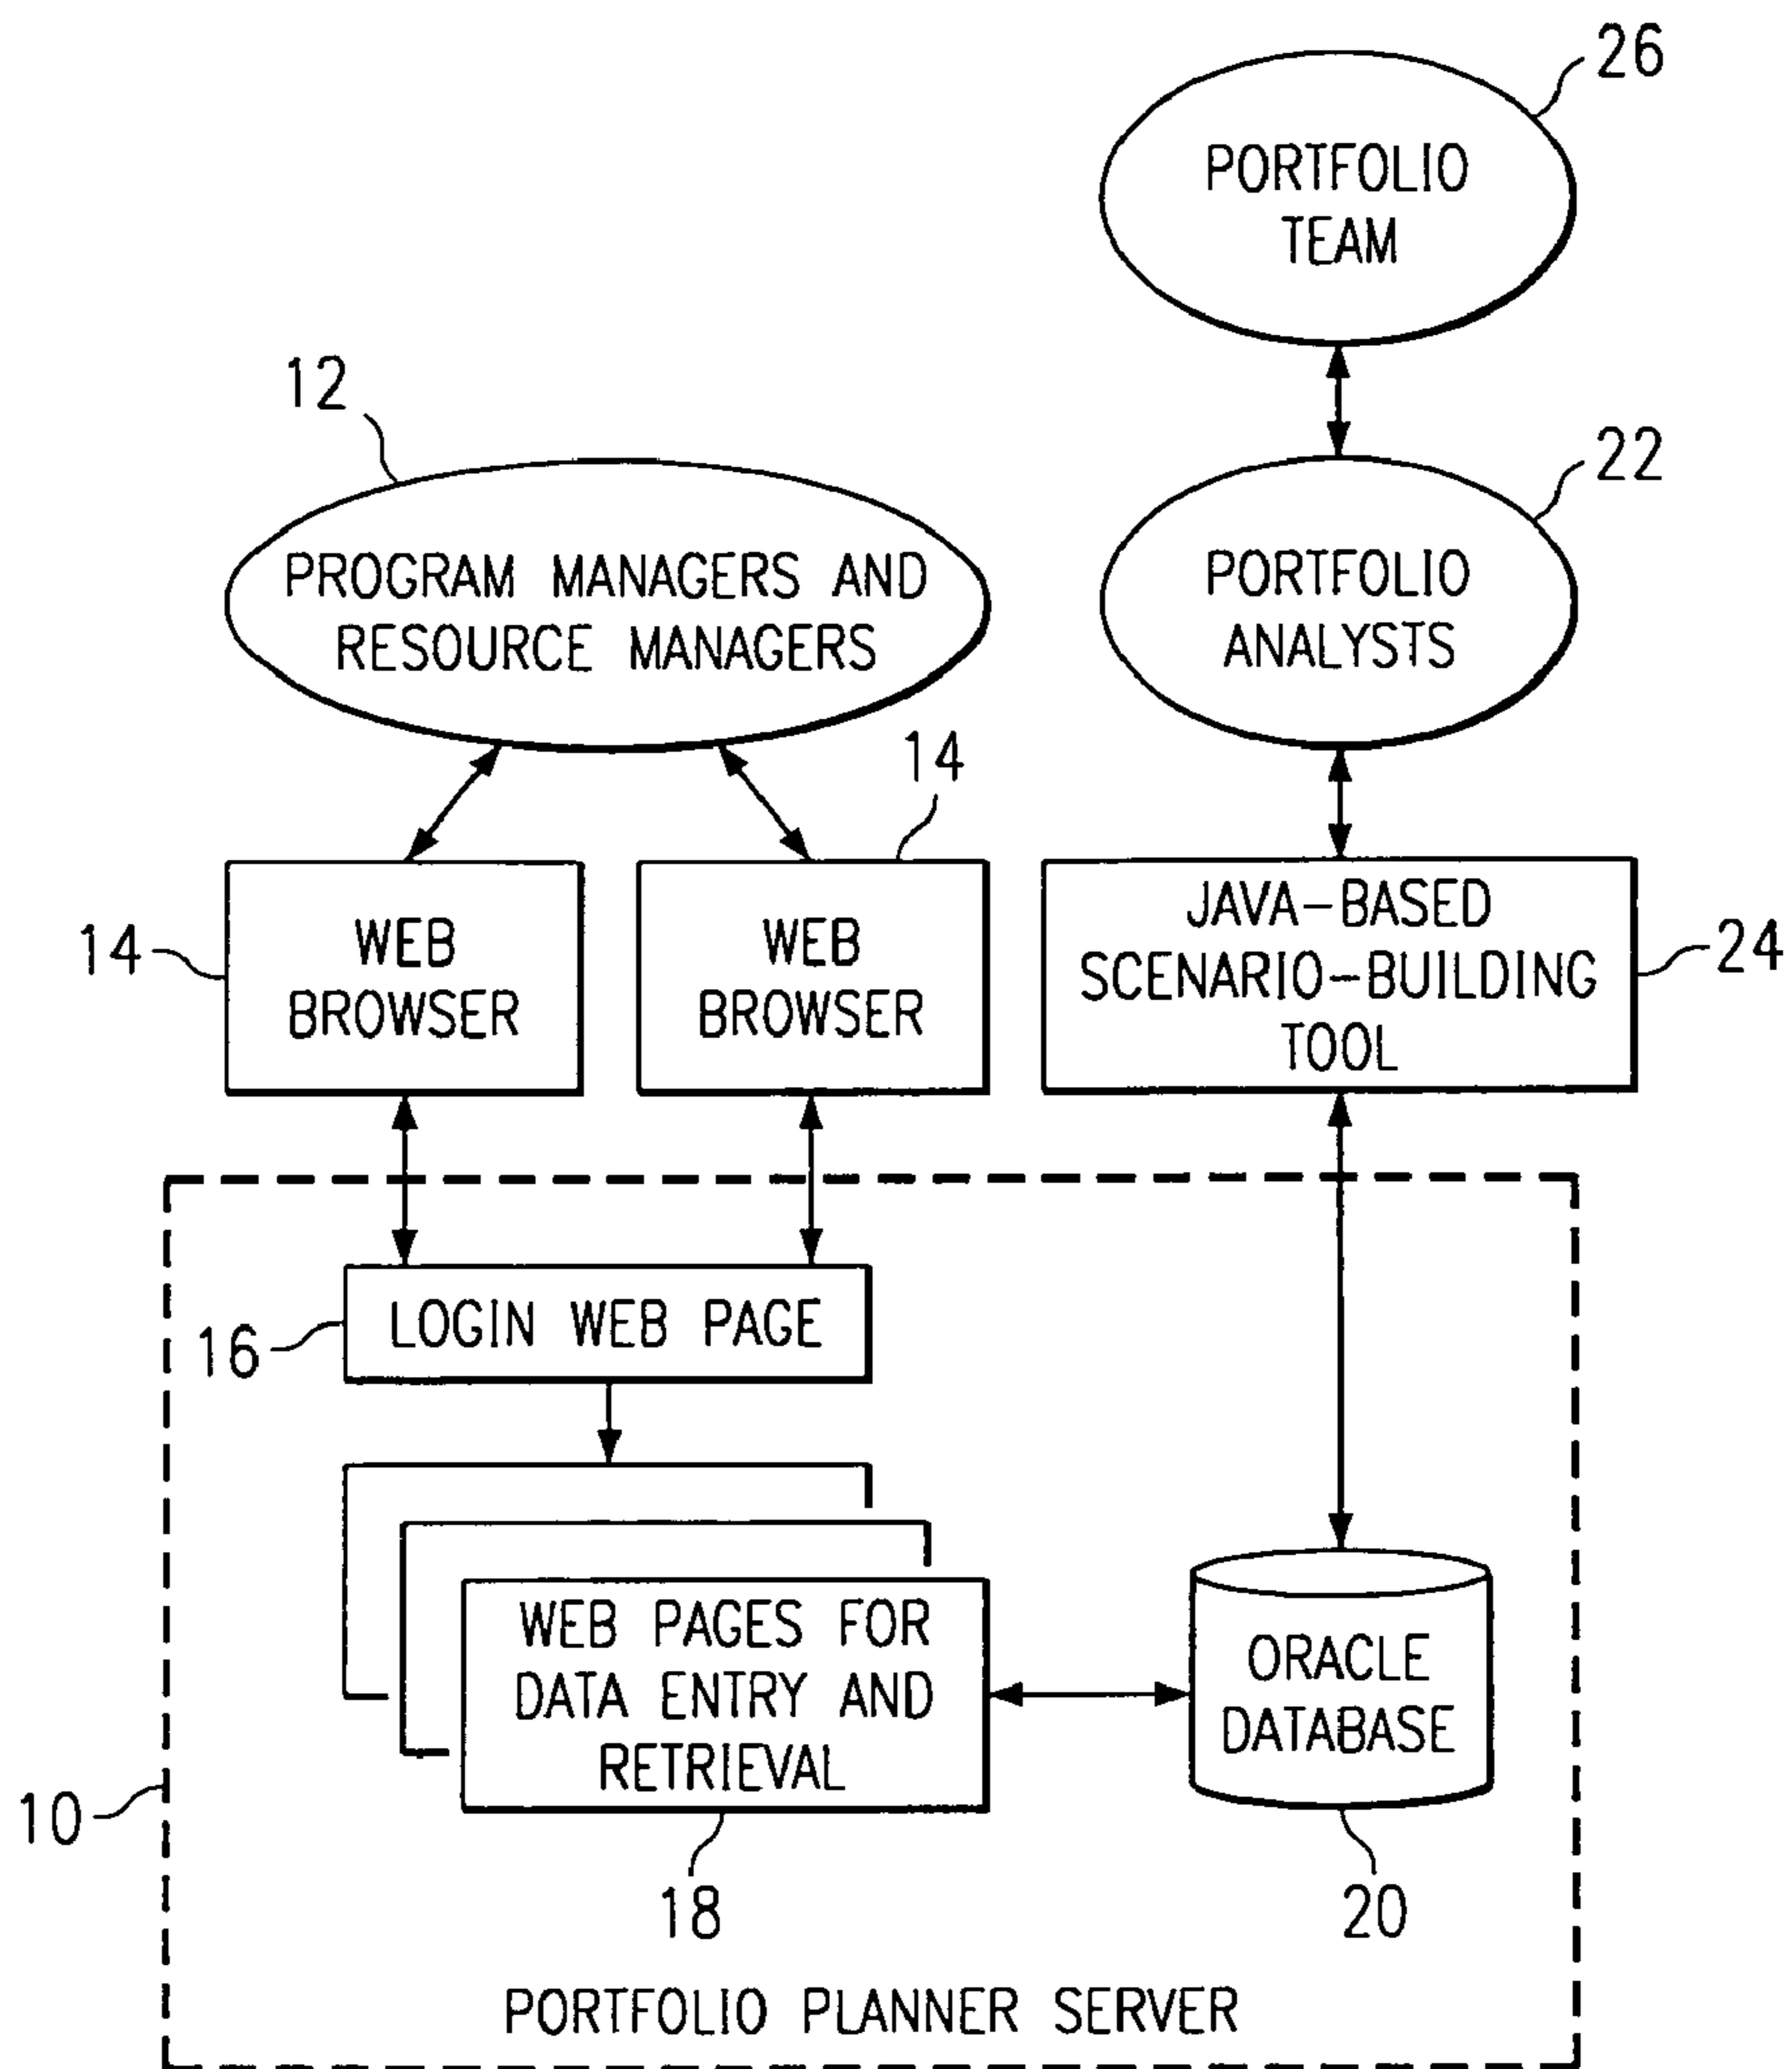 26
PORTFOLIO
TEAM
12
22
PROGRAM MANAGERS AND
RESOURCE MANAGERS
PORTFOLIO
ANALYSTS
14
14
WEB
BROWSER
WEB
BROWSER
JAVA-BASED
SCENARIO-BUILDING
TOOL
24
16
LOGIN WEB PAGE
WEB PAGES FOR
DATA ENTRY AND
RETRIEVAL
ORACLE
DATABASE
10
18
20
PORTFOLIO PLANNER SERVER